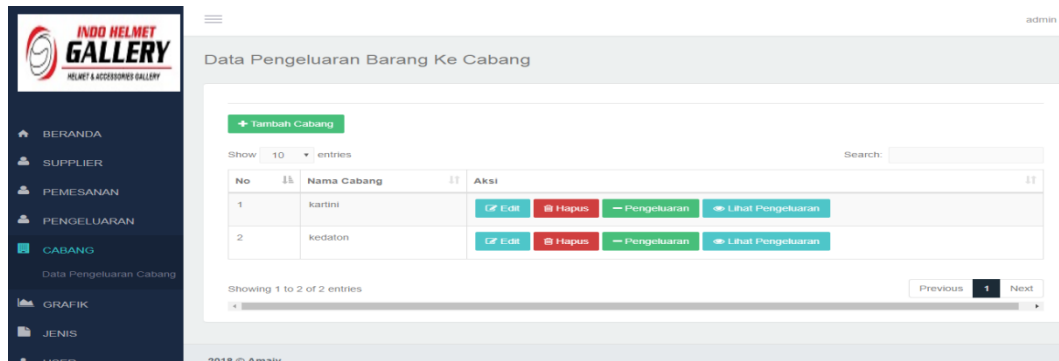 INDO HELMET
GALLERY
HELMET & ACCESSORIES GALLERY
admin
Data Pengeluaran Barang Ke Cabang
BERANDA
SUPPLIER
PEMESANAN
PENGELUARAN
CABANG
Data Pengeluaran Cabang
GRAFIK
JENIS
USER
+ Tambah Cabang
Show 10 entries
Search:
No Nama Cabang Aksi
1 kartini Edit Hapus Pengeluaran Lihat Pengeluaran
2 kedaton Edit Hapus Pengeluaran Lihat Pengeluaran
Showing 1 to 2 of 2 entries
Previous 1 Next
2018 ©